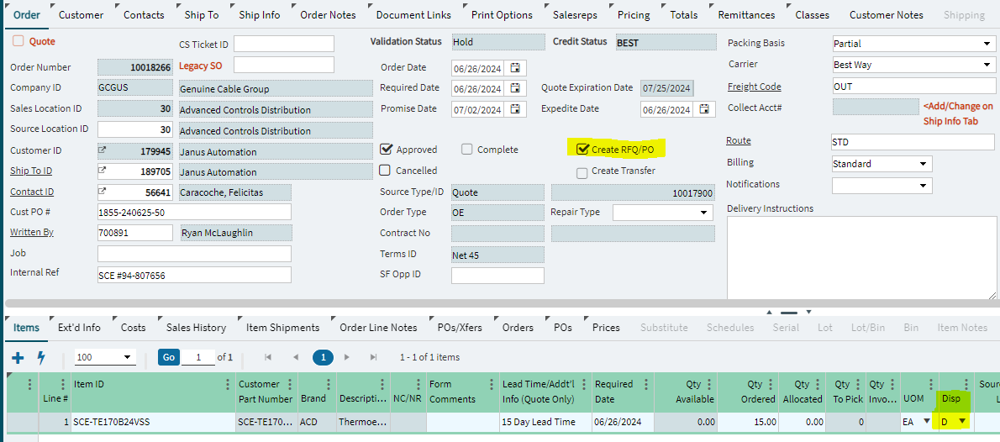 Order Customer Contacts Ship To Ship Info Order Notes Document Links Print Options Salesreps Pricing Totals Remittances Classes Customer Notes Shipping
Quote CS Ticket ID Validation Status Hold Credit Status BEST Packing Basis Partial
Order Number 10018266 Legacy SO Order Date 06/26/2024 Carrier Best Way
Company ID GCGUS Genuine Cable Group Required Date 06/26/2024 Quote Expiration Date 07/25/2024 Freight Code OUT
Sales Location ID 30 Advanced Controls Distribution Promise Date 07/02/2024 Expedite Date 06/26/2024 Collect Acct# <Add/Change on
Ship Info Tab
Source Location ID 30 Advanced Controls Distribution
Customer ID 179945 Janus Automation Approved Complete Create RFQ/PO Route STD
Ship To ID 189705 Janus Automation Cancelled Create Transfer Billing Standard
Contact ID 56641 Caracoche, Felicitas Source Type/ID Quote 10017900 Notifications
Cust PO # 1855-240625-50 Order Type OE Repair Type Delivery Instructions
Written By 700891 Ryan McLaughlin Contract No
Job Terms ID Net 45
Internal Ref SCE #94-807656 SF Opp ID
Items Ext'd Info Costs Sales History Item Shipments Order Line Notes POs/Xfers Orders POs Prices Substitute Schedules Serial Lot Lot/Bin Bin Item Notes
100 Go 1 of 1 1 1 - 1 of 1 items
Line # Item ID Customer Part Number Brand Descripti... NC/NR Form Comments Lead Time/Addt'l Info (Quote Only) Required Date Qty Available Qty Ordered Qty Allocated Qty To Pick Qty Invo... UOM Disp Sourc L
1 SCE-TE170B24VSS SCE-TE170... ACD Thermoe... 15 Day Lead Time 06/26/2024 0.00 15.00 0.00 0 EA D